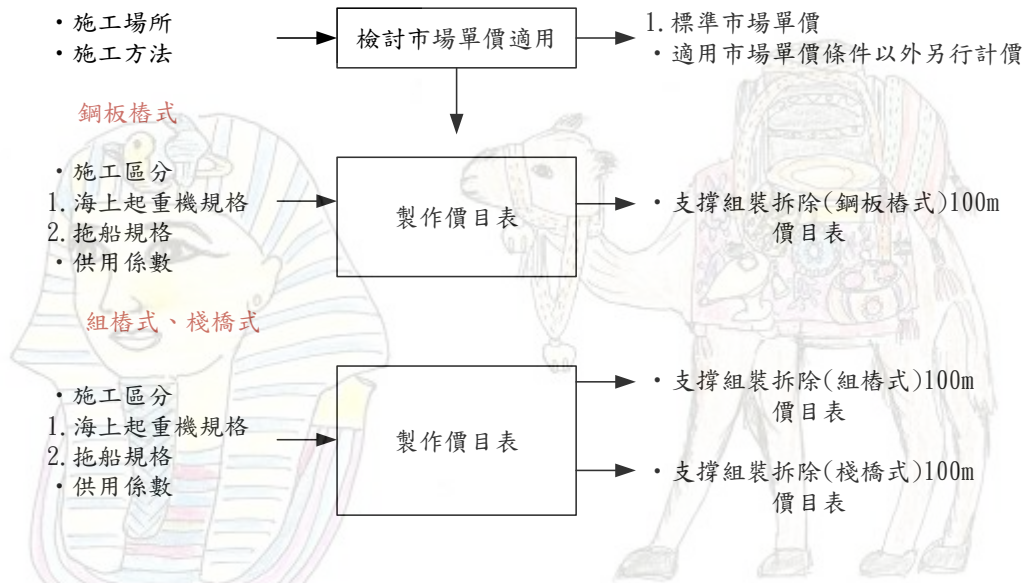 ・施工場所
・施工方法
檢討市場單價適用
1.標準市場單價
・適用市場單價條件以外另行計價
鋼板樁式
・施工區分
1.海上起重機規格
2.拖船規格
・供用係數
製作價目表
・支撐組裝拆除(鋼板樁式)100m
價目表
組樁式、棧橋式
・施工區分
1.海上起重機規格
2.拖船規格
・供用係數
製作價目表
・支撐組裝拆除(組樁式)100m
價目表
・支撐組裝拆除(棧橋式)100m
價目表